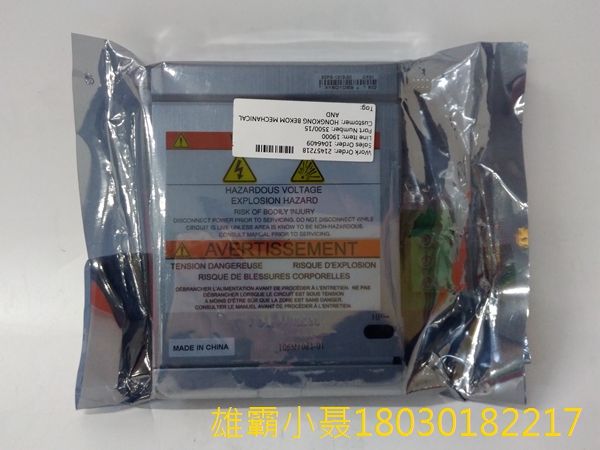 Work Order: 21457218
Sales Order: 1046409
Line Item: 19000
Part Number: 3500/15
Customer: HONGKONG BEKOM MECHANICAL
AND
Tag:
HAZARDOUS VOLTAGE
EXPLOSION HAZARD
RISK OF BODILY INJURY
DISCONNECT POWER PRIOR TO SERVICING. DO NOT DISCONNECT WHILE
CIRCUIT IS LIVE UNLESS AREA IS KNOWN TO BE NON-HAZARDOUS.
CONSULT MANUAL PRIOR TO SERVICING.
AVERTISSEMENT
TENSION DANGEREUSE RISQUE D'EXPLOSION
RISQUE DE BLESSURES CORPORELLES
DÉBRANCHER L'ALIMENTATION AVANT DE PROCÉDER À L'ENTRETIEN. NE PAS
DÉBRANCHER LORSQUE LE CIRCUIT EST SOUS TENSION
À MOINS D'ÊTRE SUR QUE LA ZONE EST SANS DANGER.
CONSULTER LE MANUEL AVANT DE PROCÉDER À L'ENTRETIEN.
MADE IN CHINA
雄霸小聂18030182217